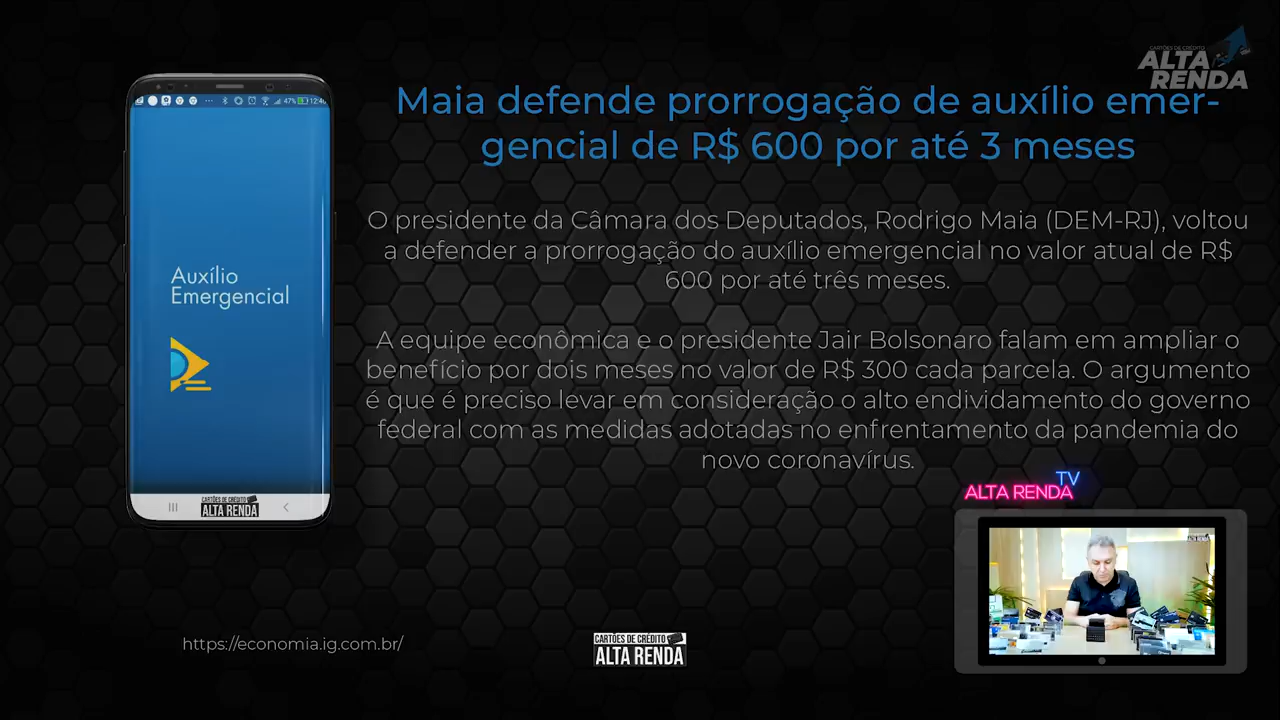 CARTÕES DE CRÉDITO
ALTA
RENDA
47% 12:40
Maia defende prorrogação de auxílio emer-
gencial de R$ 600 por até 3 meses
O presidente da Câmara dos Deputados, Rodrigo Maia (DEM-RJ), voltou
a defender a prorrogação do auxílio emergencial no valor atual de R$
600 por até três meses.
Auxílio
Emergencial
A equipe econômica e o presidente Jair Bolsonaro falam em ampliar o
benefício por dois meses no valor de R$ 300 cada parcela. O argumento
é que é preciso levar em consideração o alto endividamento do governo
federal com as medidas adotadas no enfrentamento da pandemia do
novo coronavírus.
CARTÕES DE CRÉDITO
ALTA RENDA
TV
ALTA RENDA
https://economia.ig.com.br/
CARTÕES DE CRÉDITO
ALTA RENDA